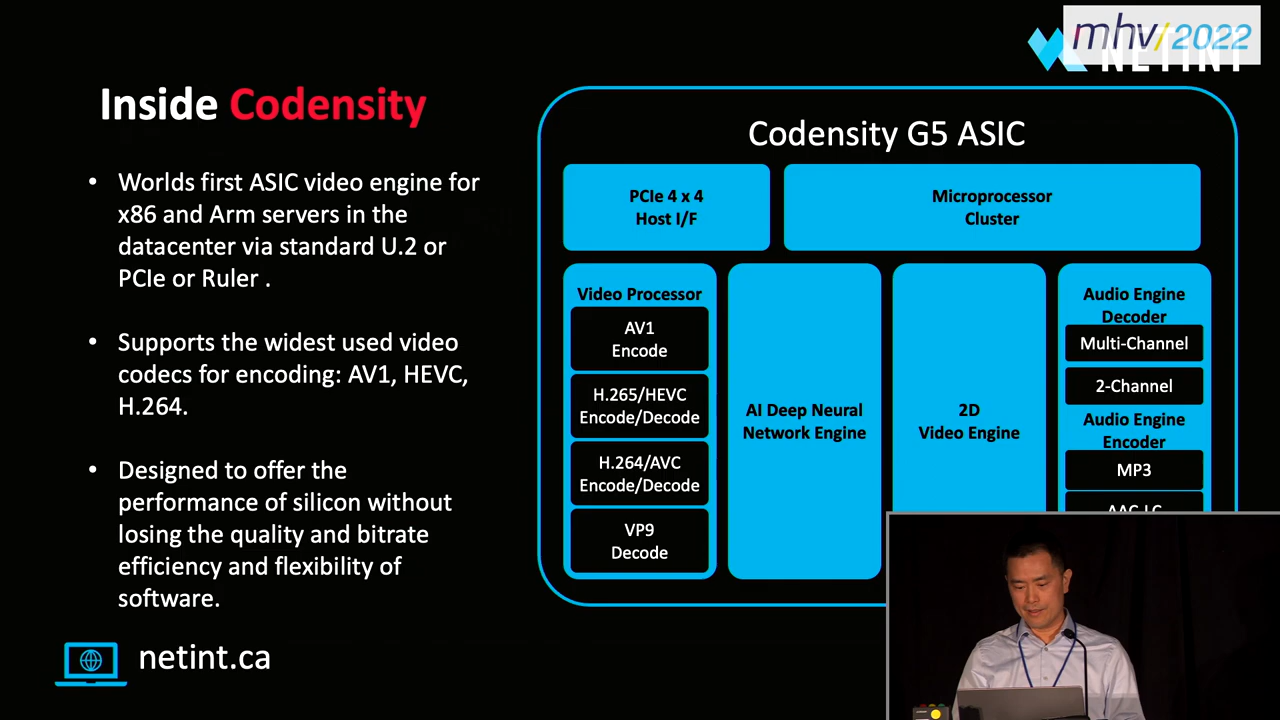 mhv/2022
NETINT
Inside Codensity
• Worlds first ASIC video engine for
x86 and Arm servers in the
datacenter via standard U.2 or
PCIe or Ruler .
• Supports the widest used video
codecs for encoding: AV1, HEVC,
H.264.
• Designed to offer the
performance of silicon without
losing the quality and bitrate
efficiency and flexibility of
software.
netint.ca
Codensity G5 ASIC
PCIe 4 x 4
Host I/F
Microprocessor
Cluster
Video Processor
AV1
Encode
H.265/HEVC
Encode/Decode
H.264/AVC
Encode/Decode
VP9
Decode
AI Deep Neural
Network Engine
2D
Video Engine
Audio Engine
Decoder
Multi-Channel
2-Channel
Audio Engine
Encoder
MP3
AAC-LC